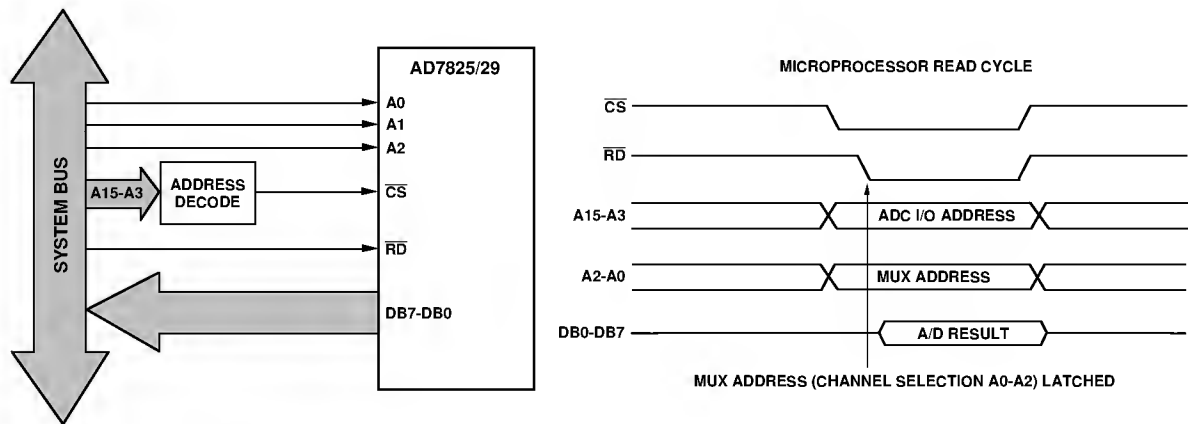 SYSTEM BUS
A15-A3
ADDRESS
DECODE
AD7825/29
A0
A1
A2
CS
RD
DB7-DB0
MICROPROCESSOR READ CYCLE
CS
RD
A15-A3
ADC I/O ADDRESS
A2-A0
MUX ADDRESS
DB0-DB7
A/D RESULT
MUX ADDRESS (CHANNEL SELECTION A0-A2) LATCHED